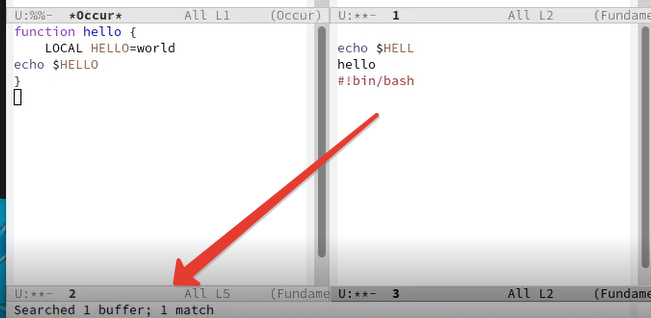 U:%%-  *Occur*       All L1     (Occur)
function hello {
    LOCAL HELLO=world
echo $HELLO
}
U:**-  2             All L5     (Fundame
U:**-  1             All L2     (Fundame
echo $HELL
hello
#!bin/bash
U:**-  3             All L2     (Fundame
Searched 1 buffer; 1 match